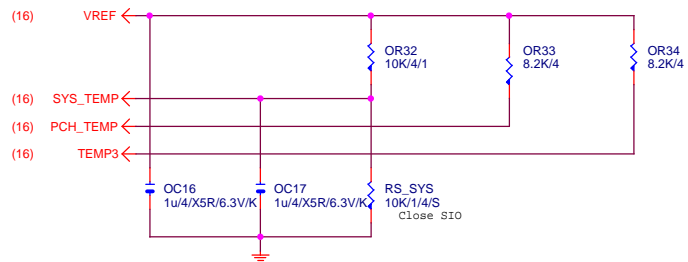 (16) VREF
OR32
10K/4/1
OR33
8.2K/4
OR34
8.2K/4
(16) SYS_TEMP
(16) PCH_TEMP
(16) TEMP3
OC16
1u/4/X5R/6.3V/K
OC17
1u/4/X5R/6.3V/K
RS_SYS
10K/1/4/S
Close SIO